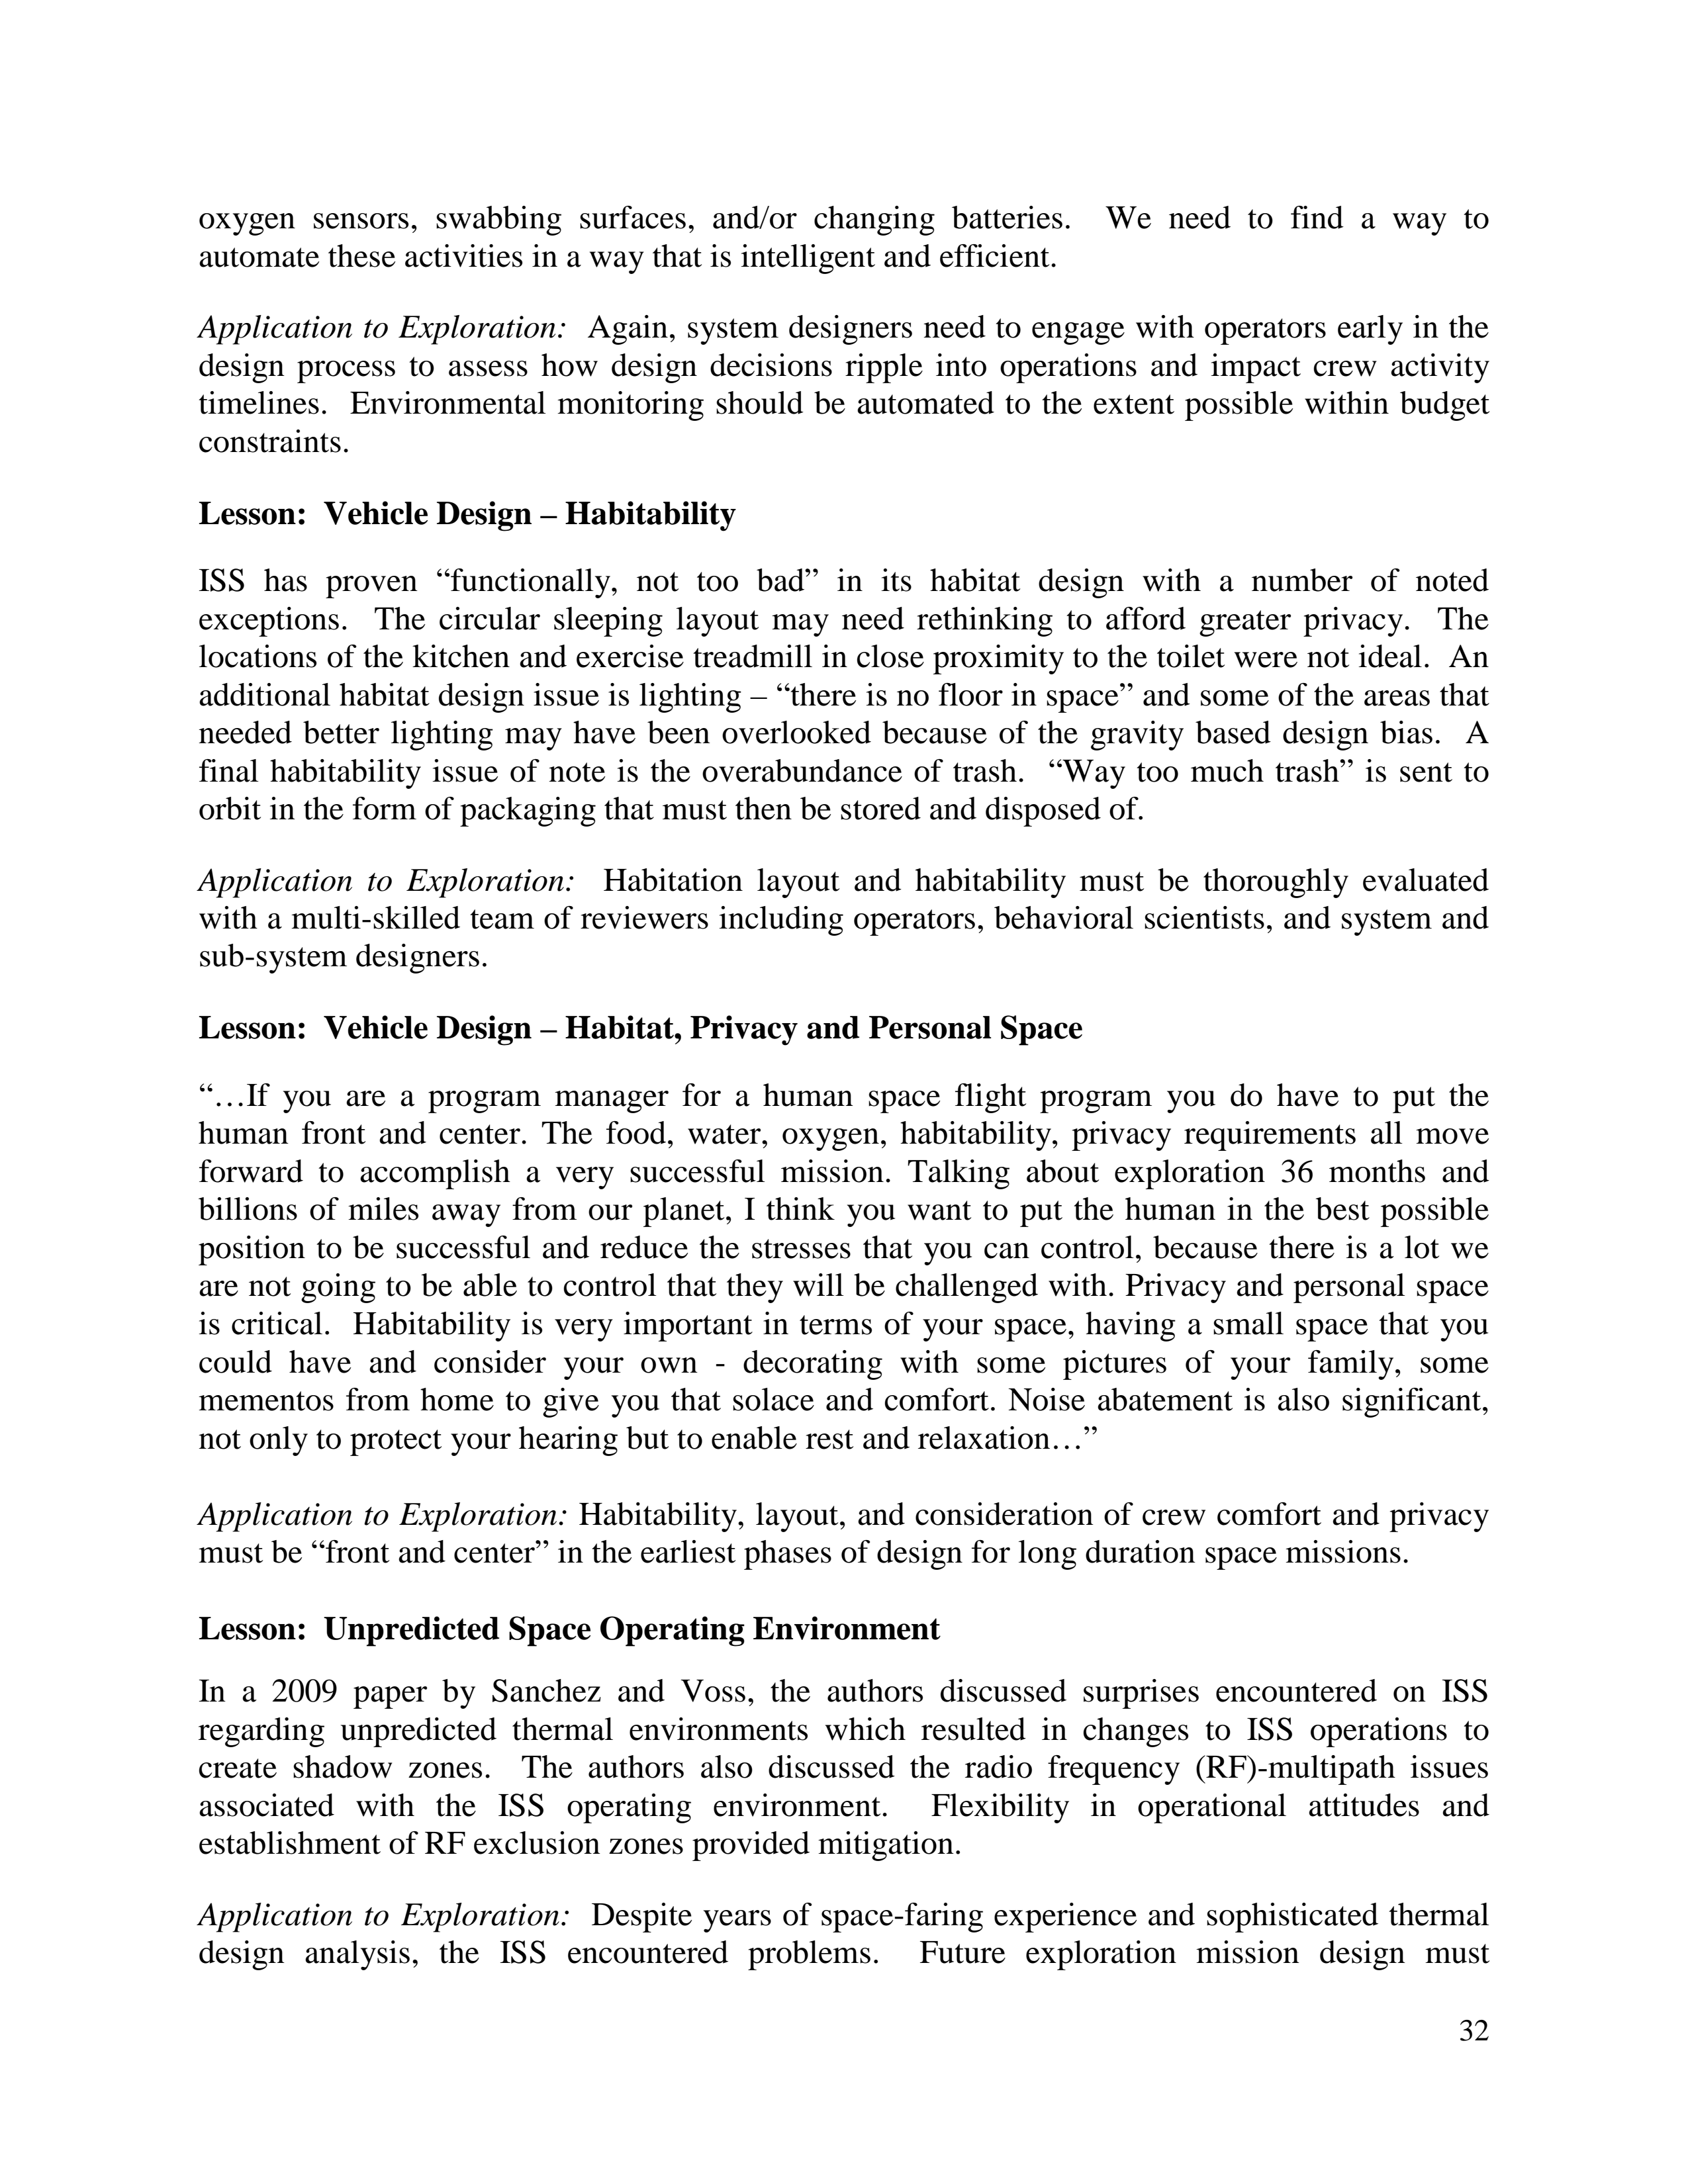 oxygen sensors, swabbing surfaces, and/or changing batteries.  We need to find a way to
automate these activities in a way that is intelligent and efficient.
Application to Exploration:  Again, system designers need to engage with operators early in the
design process to assess how design decisions ripple into operations and impact crew activity
timelines.  Environmental monitoring should be automated to the extent possible within budget
constraints.
Lesson:  Vehicle Design – Habitability
ISS has proven “functionally, not too bad” in its habitat design with a number of noted
exceptions.  The circular sleeping layout may need rethinking to afford greater privacy.  The
locations of the kitchen and exercise treadmill in close proximity to the toilet were not ideal.  An
additional habitat design issue is lighting – “there is no floor in space” and some of the areas that
needed better lighting may have been overlooked because of the gravity based design bias.  A
final habitability issue of note is the overabundance of trash.  “Way too much trash” is sent to
orbit in the form of packaging that must then be stored and disposed of.
Application to Exploration:  Habitation layout and habitability must be thoroughly evaluated
with a multi-skilled team of reviewers including operators, behavioral scientists, and system and
sub-system designers.
Lesson:  Vehicle Design – Habitat, Privacy and Personal Space
“…If you are a program manager for a human space flight program you do have to put the
human front and center. The food, water, oxygen, habitability, privacy requirements all move
forward to accomplish a very successful mission. Talking about exploration 36 months and
billions of miles away from our planet, I think you want to put the human in the best possible
position to be successful and reduce the stresses that you can control, because there is a lot we
are not going to be able to control that they will be challenged with. Privacy and personal space
is critical.  Habitability is very important in terms of your space, having a small space that you
could have and consider your own - decorating with some pictures of your family, some
mementos from home to give you that solace and comfort. Noise abatement is also significant,
not only to protect your hearing but to enable rest and relaxation…”
Application to Exploration: Habitability, layout, and consideration of crew comfort and privacy
must be “front and center” in the earliest phases of design for long duration space missions.
Lesson:  Unpredicted Space Operating Environment
In a 2009 paper by Sanchez and Voss, the authors discussed surprises encountered on ISS
regarding unpredicted thermal environments which resulted in changes to ISS operations to
create shadow zones.  The authors also discussed the radio frequency (RF)-multipath issues
associated with the ISS operating environment.  Flexibility in operational attitudes and
establishment of RF exclusion zones provided mitigation.
Application to Exploration:  Despite years of space-faring experience and sophisticated thermal
design analysis, the ISS encountered problems.  Future exploration mission design must
32